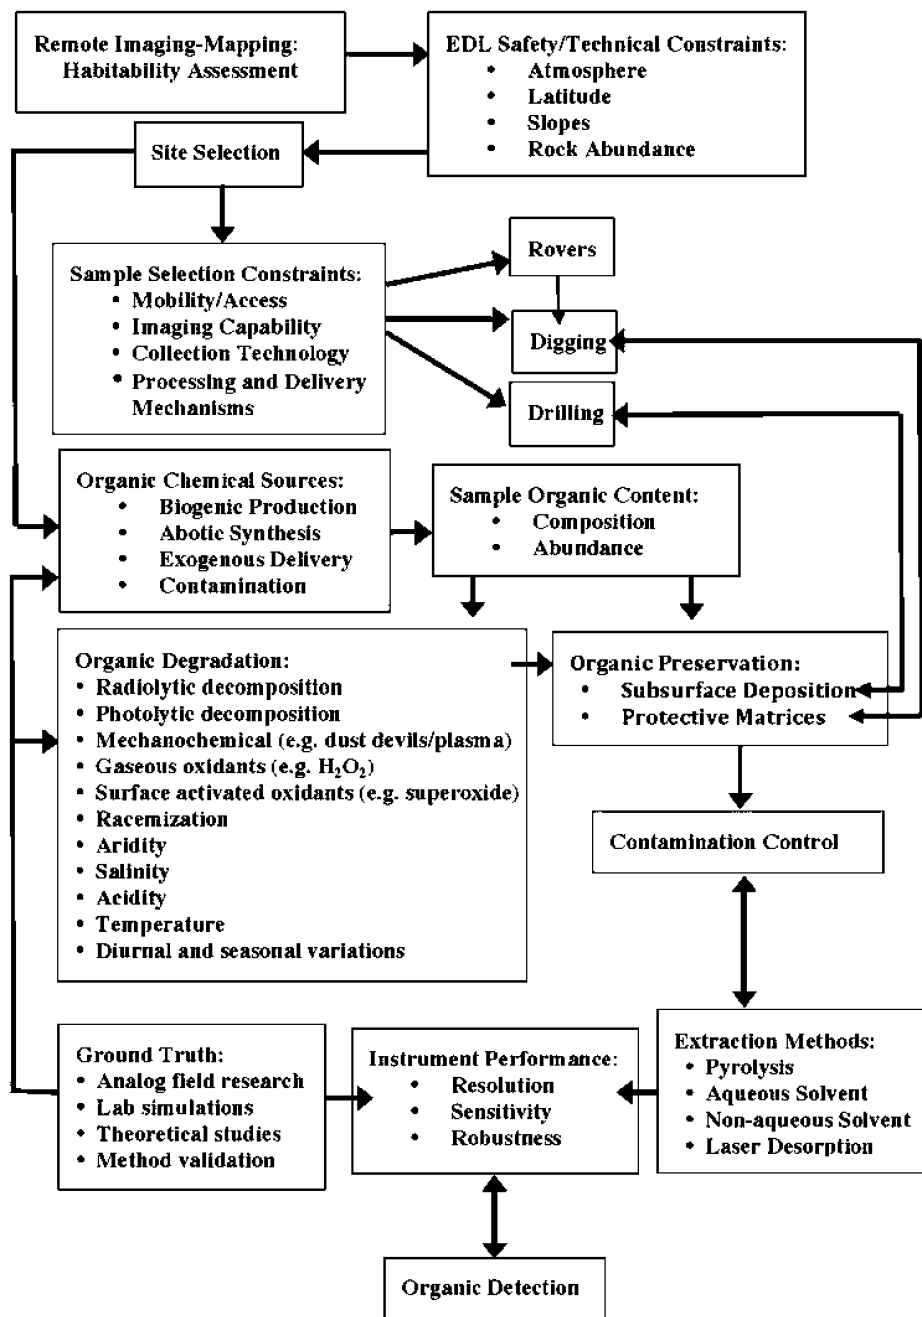 Remote Imaging-Mapping:
Habitability Assessment
EDL Safety/Technical Constraints:
• Atmosphere
• Latitude
• Slopes
• Rock Abundance
Site Selection
Sample Selection Constraints:
• Mobility/Access
• Imaging Capability
• Collection Technology
• Processing and Delivery
Mechanisms
Rovers
Digging
Drilling
Organic Chemical Sources:
• Biogenic Production
• Abotic Synthesis
• Exogenous Delivery
• Contamination
Sample Organic Content:
• Composition
• Abundance
Organic Degradation:
• Radiolytic decomposition
• Photolytic decomposition
• Mechanochemical (e.g. dust devils/plasma)
• Gaseous oxidants (e.g. H₂O₂)
• Surface activated oxidants (e.g. superoxide)
• Racemization
• Aridity
• Salinity
• Acidity
• Temperature
• Diurnal and seasonal variations
Organic Preservation:
• Subsurface Deposition
• Protective Matrices
Contamination Control
Ground Truth:
• Analog field research
• Lab simulations
• Theoretical studies
• Method validation
Instrument Performance:
• Resolution
• Sensitivity
• Robustness
Extraction Methods:
• Pyrolysis
• Aqueous Solvent
• Non-aqueous Solvent
• Laser Desorption
Organic Detection